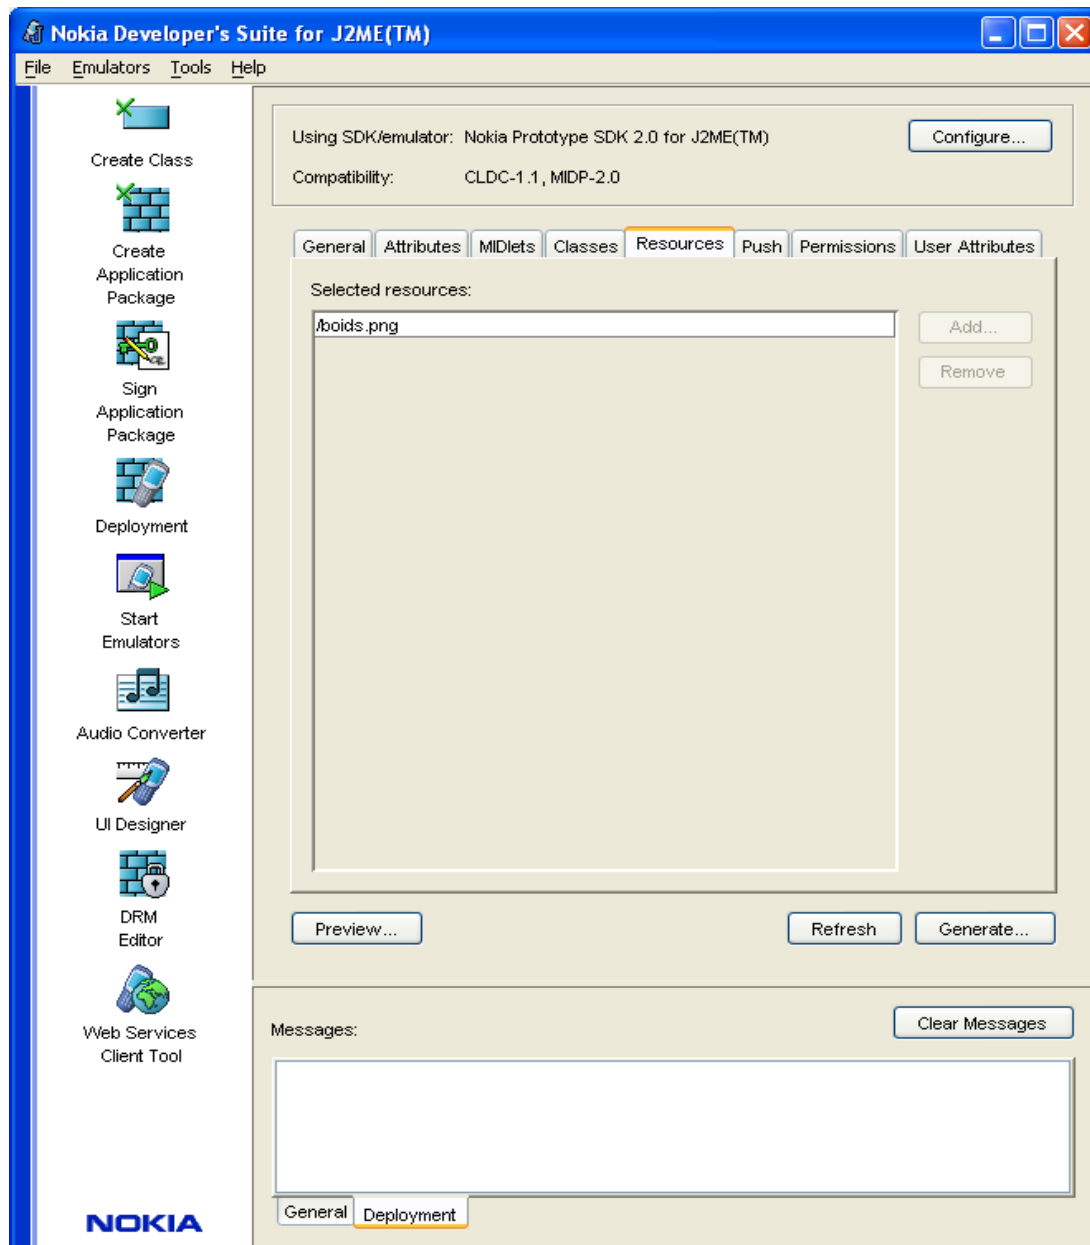 Nokia Developer's Suite for J2ME(TM)
File Emulators Tools Help
Create Class
Create
Application
Package
Sign
Application
Package
Deployment
Start
Emulators
Audio Converter
UI Designer
DRM
Editor
Web Services
Client Tool
NOKIA
Using SDK/emulator: Nokia Prototype SDK 2.0 for J2ME(TM)
Configure...
Compatibility: CLDC-1.1, MIDP-2.0
General Attributes MIDlets Classes Resources Push Permissions User Attributes
Selected resources:
/boids.png
Add...
Remove
Preview... Refresh Generate...
Messages:
Clear Messages
General Deployment